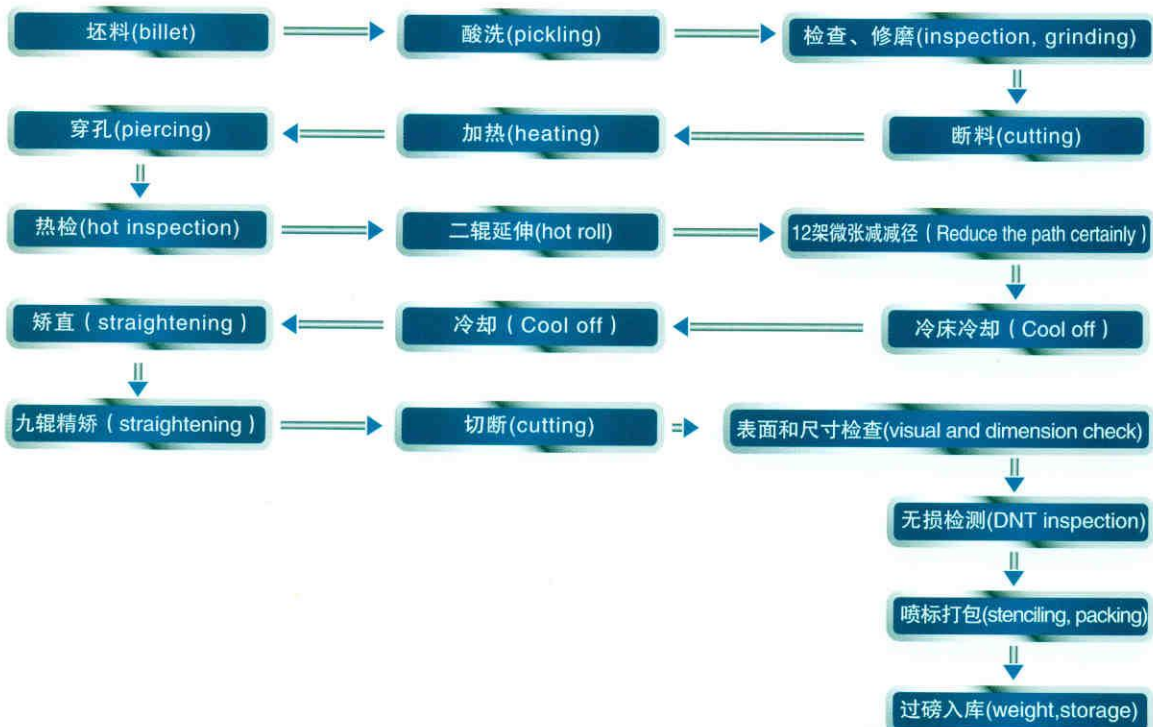 坯料(billet)
酸洗(pickling)
检查、修磨(inspection, grinding)
断料(cutting)
加热(heating)
穿孔(piercing)
热检(hot inspection)
二辊延伸(hot roll)
12架微张减减径（Reduce the path certainly）
冷床冷却（Cool off）
冷却（Cool off）
矫直（straightening）
九辊精矫（straightening）
切断(cutting)
表面和尺寸检查(visual and dimension check)
无损检测(DNT inspection)
喷标打包(stenciling, packing)
过磅入库(weight,storage)